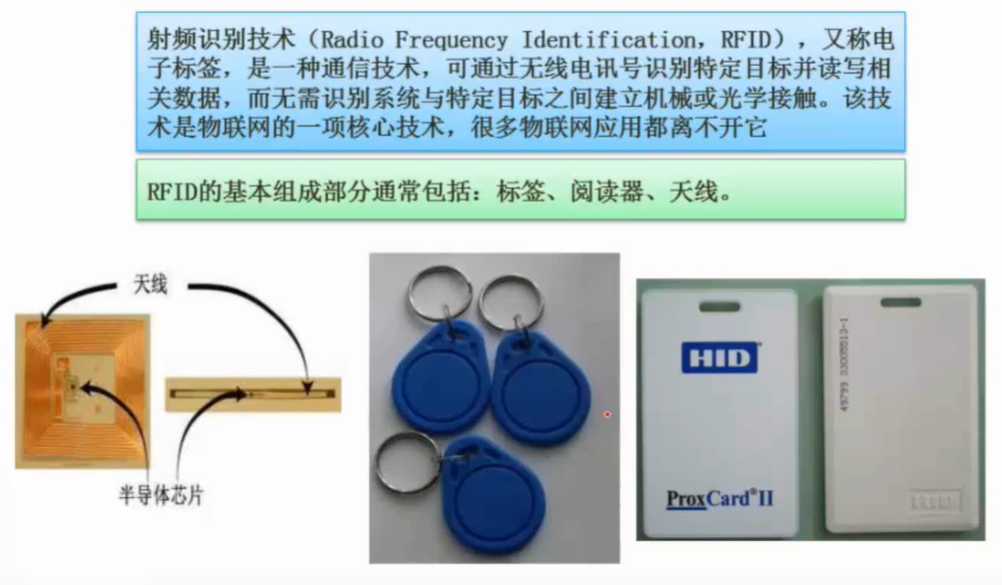 射频识别技术（Radio Frequency Identification，RFID），又称电
子标签，是一种通信技术，可通过无线电讯号识别特定目标并读写相
关数据，而无需识别系统与特定目标之间建立机械或光学接触。该技
术是物联网的一项核心技术，很多物联网应用都离不开它
RFID的基本组成部分通常包括：标签、阅读器、天线。
天线
半导体芯片
HID
ProxCard®II
HID